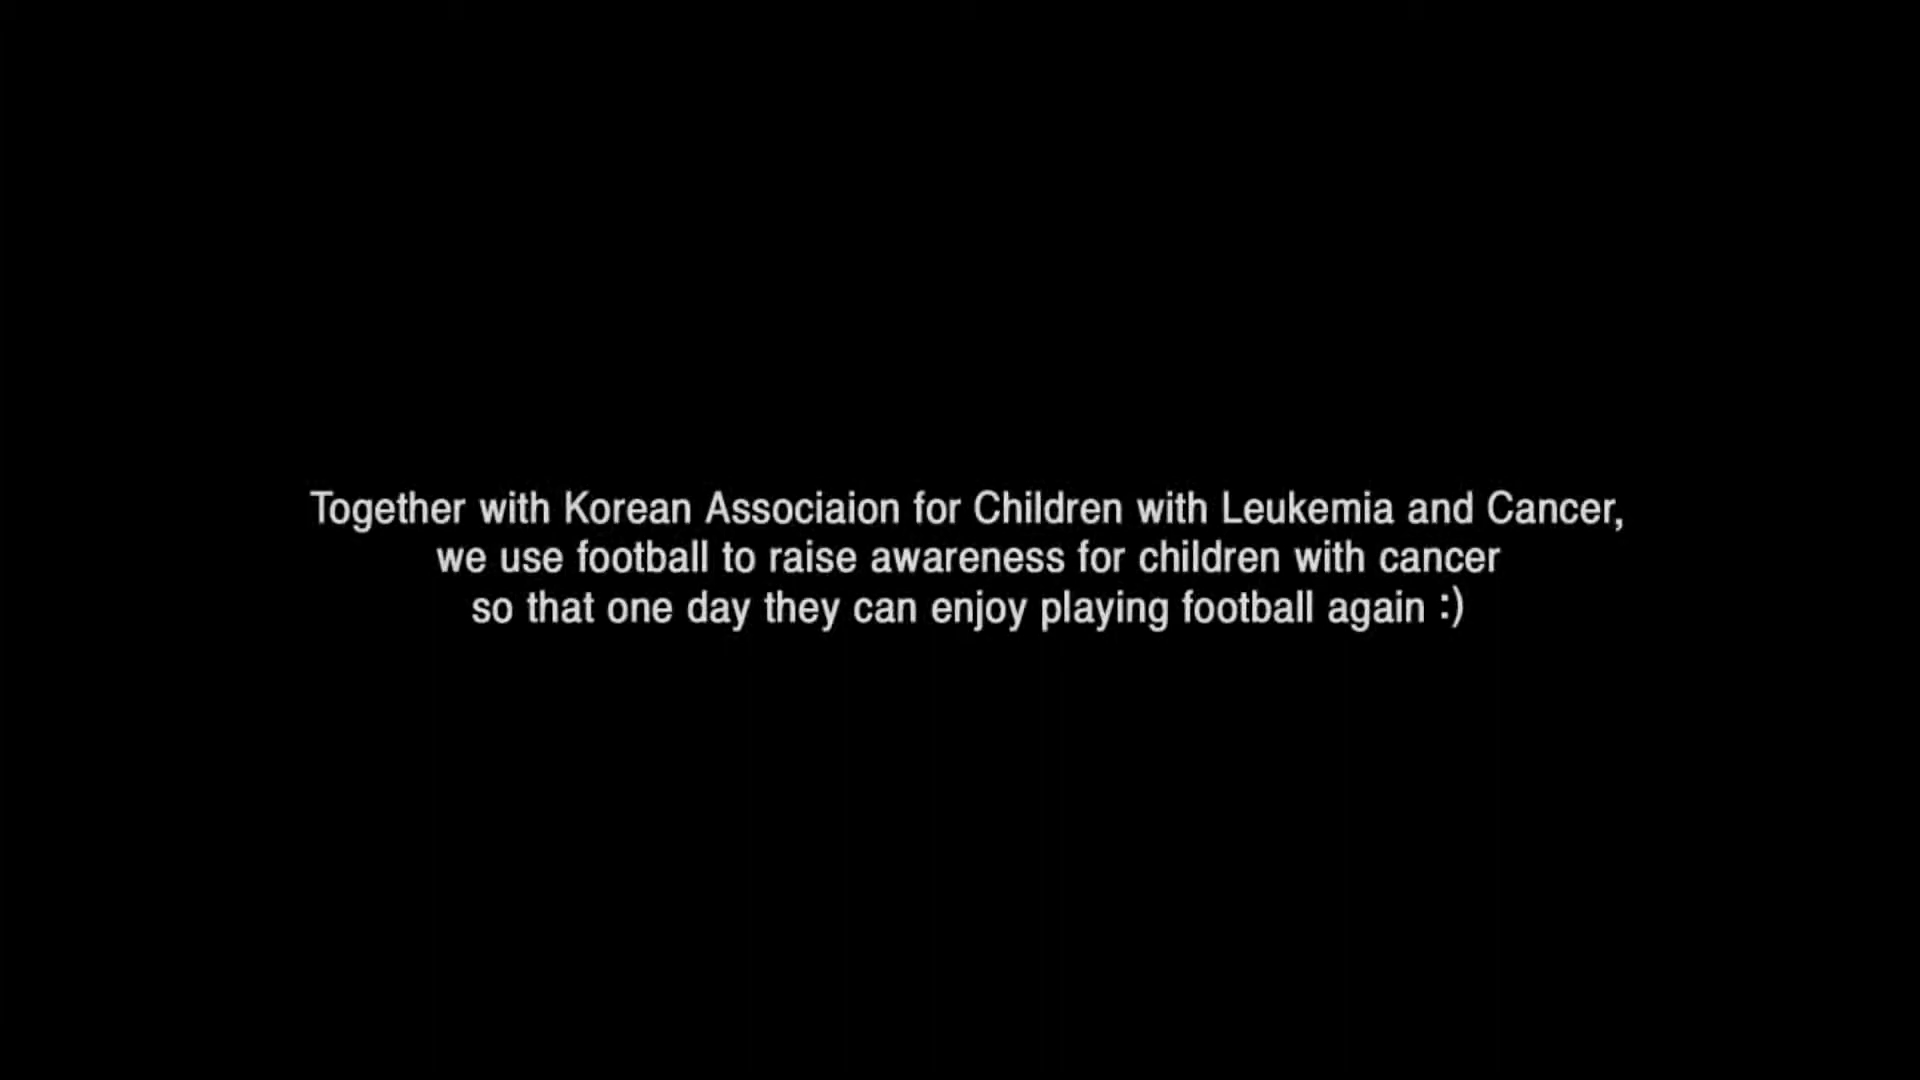 Together with Korean Associaion for Children with Leukemia and Cancer,
we use football to raise awareness for children with cancer
so that one day they can enjoy playing football again :)